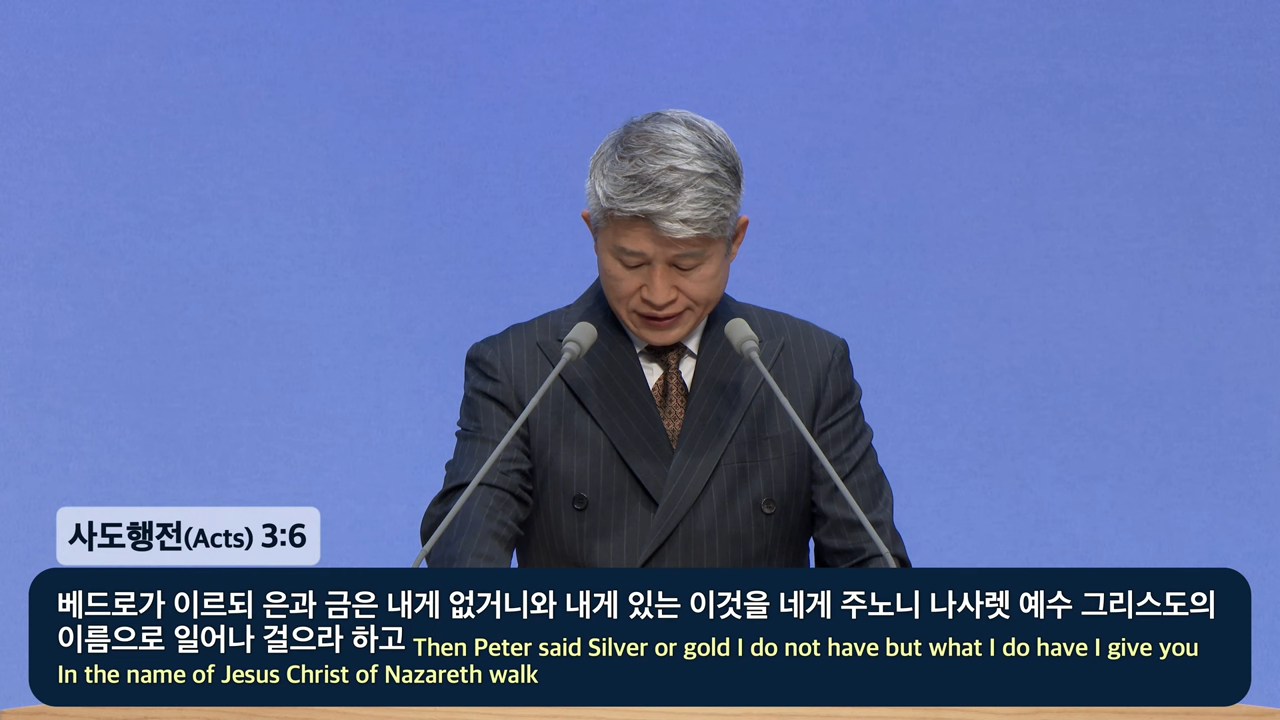 사도행전(Acts) 3:6
베드로가 이르되 은과 금은 내게 없거니와 내게 있는 이것을 네게 주노니 나사렛 예수 그리스도의
이름으로 일어나 걸으라 하고 Then Peter said Silver or gold I do not have but what I do have I give you
In the name of Jesus Christ of Nazareth walk